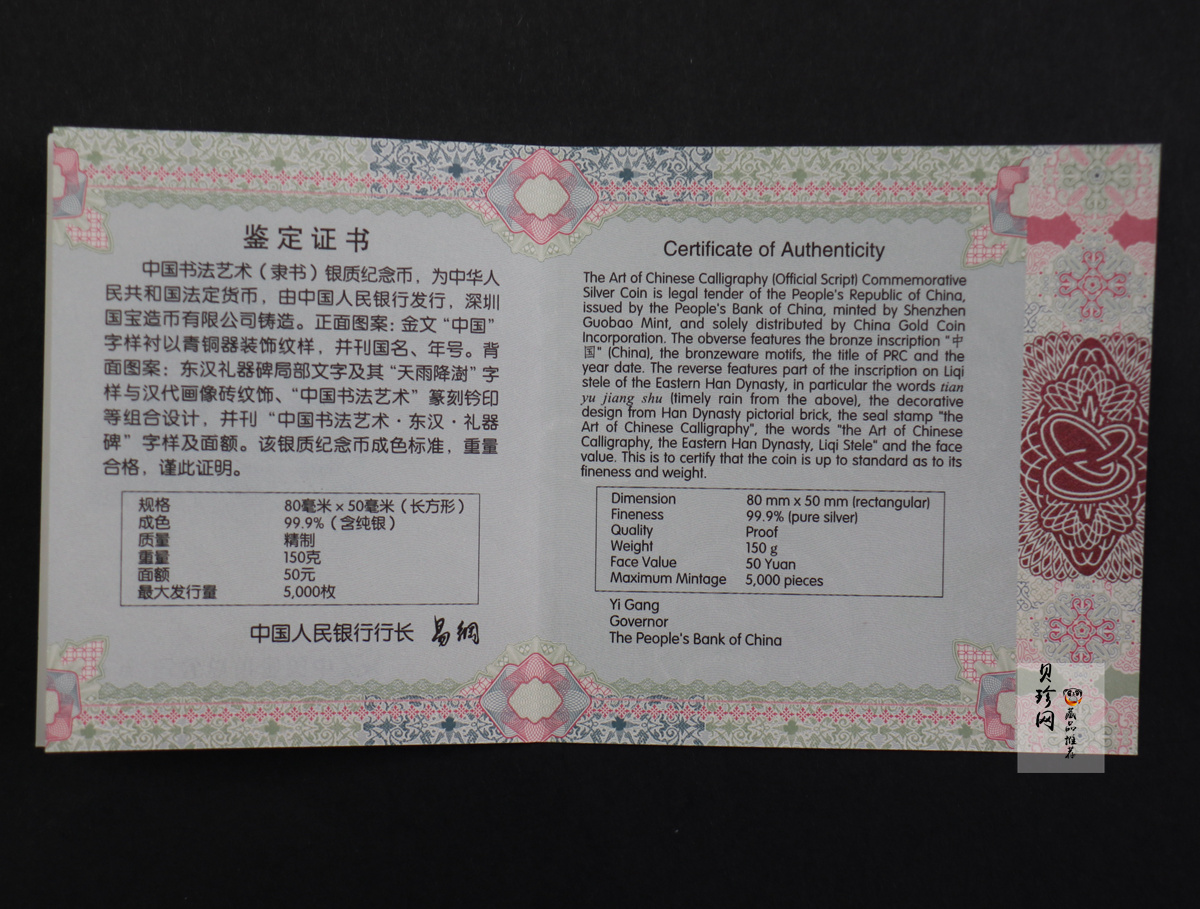 鉴定证书
中国书法艺术（隶书）银质纪念币，为中华人
民共和国法定货币，由中国人民银行发行，深圳
国宝造币有限公司铸造。正面图案：金文“中国”
字样衬以青铜器装饰纹样，并刊国名、年号。背
面图案：东汉礼器碑局部文字及其“天雨降澍”字
样与汉代画像砖纹饰、“中国书法艺术”篆刻钤印
等组合设计，并刊“中国书法艺术·东汉·礼器
碑”字样及面额。该银质纪念币成色标准，重量
合格，谨此证明。
规格 80毫米×50毫米（长方形）
成色 99.9%（含纯银）
质量 精制
重量 150克
面额 50元
最大发行量 5,000枚
中国人民银行行长 易纲
Certificate of Authenticity
The Art of Chinese Calligraphy (Official Script) Commemorative
Silver Coin is legal tender of the People's Republic of China,
issued by the People's Bank of China, minted by Shenzhen
Guobao Mint, and solely distributed by China Gold Coin
Incorporation. The obverse features the bronze inscription "中
国" (China), the bronzeware motifs, the title of PRC and the
year date. The reverse features part of the inscription on Liqi
stele of the Eastern Han Dynasty, in particular the words tian
yu jiang shu (timely rain from the above), the decorative
design from Han Dynasty pictorial brick, the seal stamp "the
Art of Chinese Calligraphy", the words "the Art of Chinese
Calligraphy, the Eastern Han Dynasty, Liqi Stele" and the face
value. This is to certify that the coin is up to standard as to its
fineness and weight.
Dimension 80 mm x 50 mm (rectangular)
Fineness 99.9% (pure silver)
Quality Proof
Weight 150 g
Face Value 50 Yuan
Maximum Mintage 5,000 pieces
Yi Gang
Governor
The People's Bank of China
贝珍网
藏品推荐